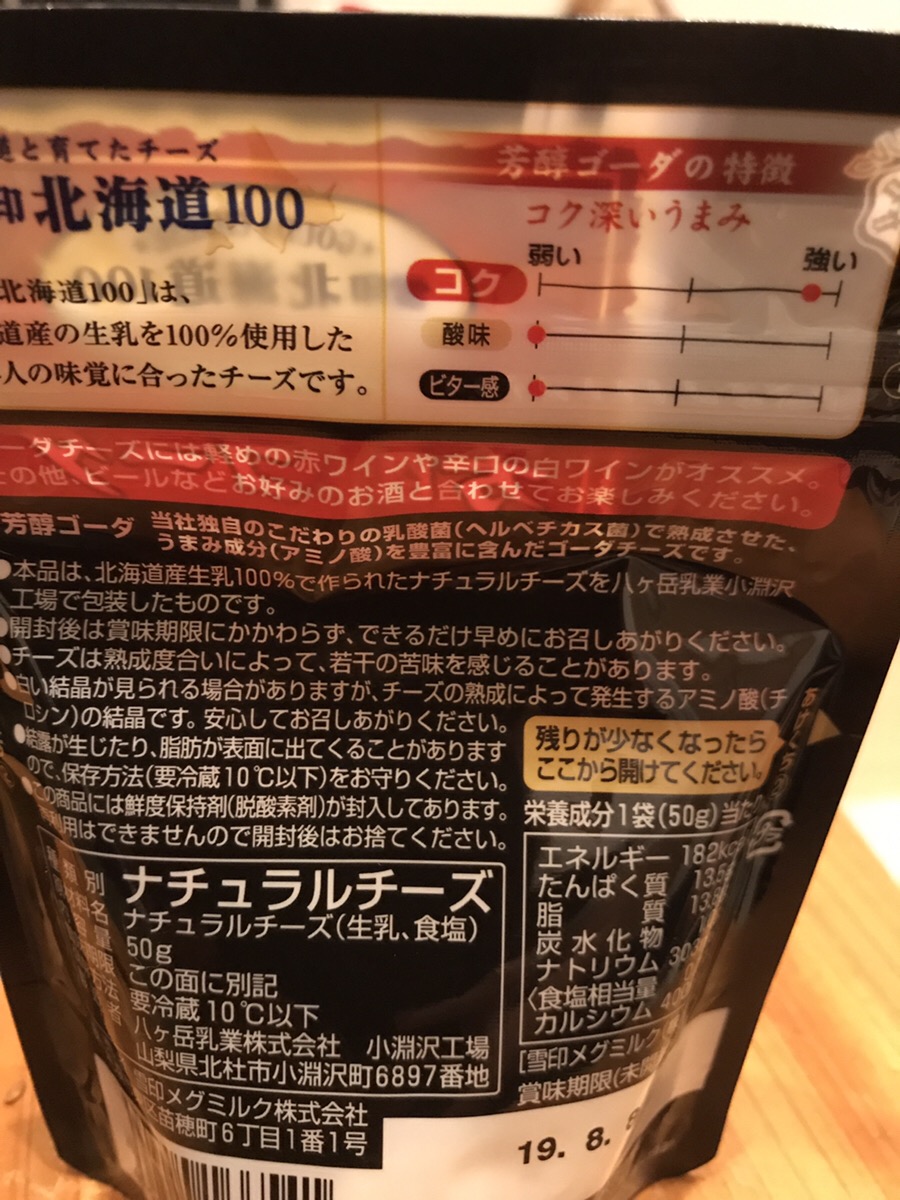 と育てたチーズ
印 北海道100
北海道100」は、
道産の生乳を100%使用した
人の味覚に合ったチーズです。
芳醇ゴーダの特徴
コク深いうまみ
弱い 強い
コク
酸味
ビター感
ーダチーズには軽めの赤ワインや辛口の白ワインがオススメ。
その他、ビールなどお好みのお酒と合わせてお楽しみください。
芳醇ゴーダ 当社独自のこだわりの乳酸菌(ヘルベチカス菌)で熟成させた、
うまみ成分(アミノ酸)を豊富に含んだゴーダチーズです。
●本品は、北海道産生乳100%で作られたナチュラルチーズを八ヶ岳乳業小淵沢
工場で包装したものです。
●開封後は賞味期限にかかわらず、できるだけ早めにお召しあがりください。
●チーズは熟成度合いによって、若干の苦味を感じることがあります。
●白い結晶が見られる場合がありますが、チーズの熟成によって発生するアミノ酸(チ
ロシン)の結晶です。安心してお召しあがりください。
●結露が生じたり、脂肪が表面に出てくることがあります
ので、保存方法(要冷蔵10℃以下)をお守りください。
●この商品には鮮度保持剤(脱酸素剤)が封入してあります。
利用はできませんので開封後はお捨てください。
残りが少なくなったら
ここから開けてください。
あけくち
栄養成分1袋(50g)当た
エネルギー 182kc
たんぱく質 13.5
脂質 13.
炭水化物
ナトリウム 30
〈食塩相当量
カルシウム 4
[雪印メグミルク
賞味期限(未開
19. 8.
種類別 ナチュラルチーズ
ナチュラルチーズ(生乳、食塩)
50g
この面に別記
要冷蔵10℃以下
八ヶ岳乳業株式会社 小淵沢工場
山梨県北杜市小淵沢町6897番地
雪印メグミルク株式会社
苗穂町6丁目1番1号